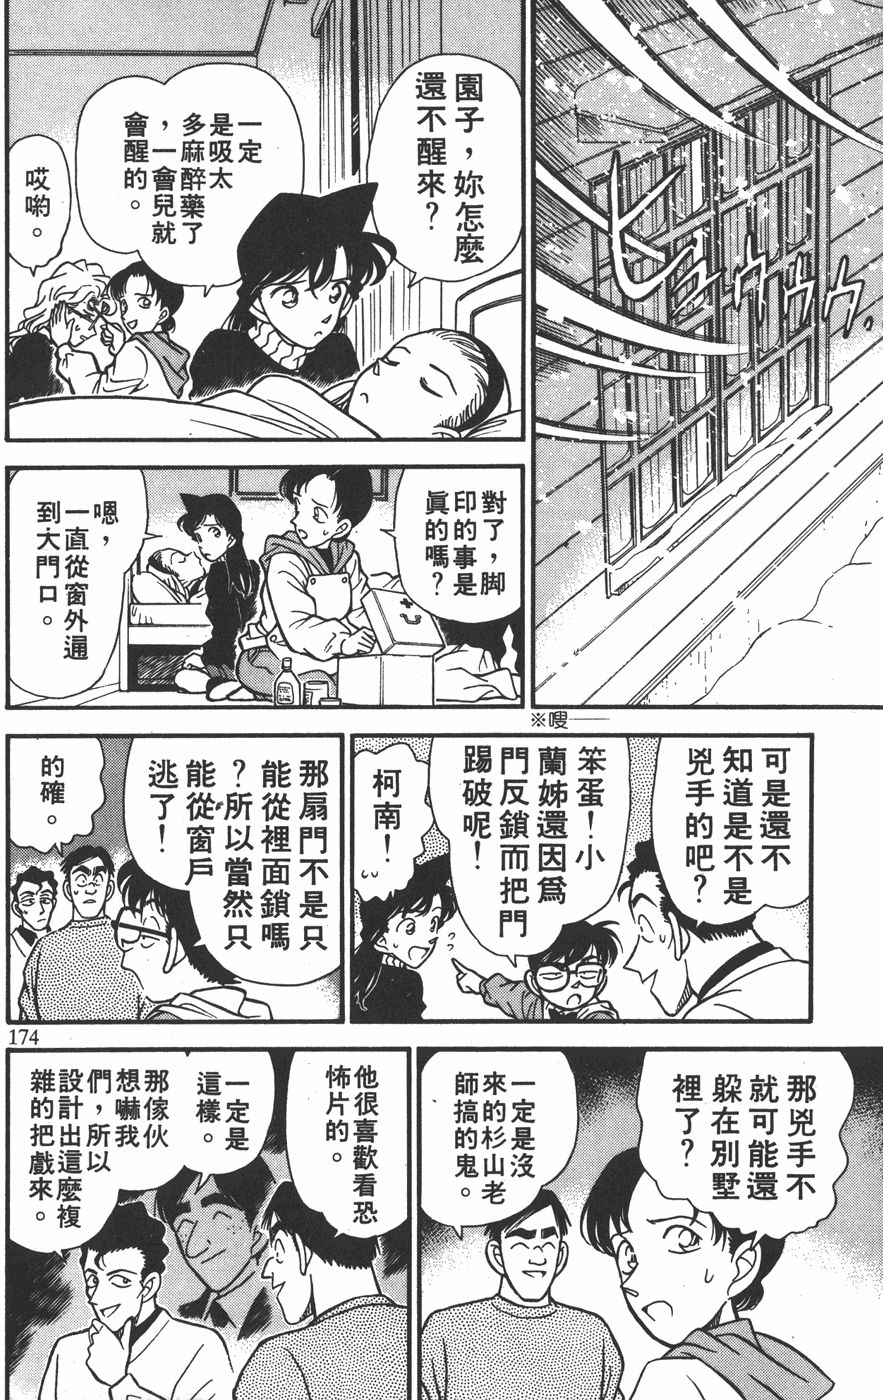 ヒョウウウ。
※嗖──
園子，妳怎麼
還不醒來？
一定
是吸太
多麻醉藥了
，一會兒就
會醒的。
哎喲。
對了，脚
印的事是
真的嗎？
嗯，
一直從窗外通
到大門口。
可是還不
知道是不是
兇手的吧？
笨蛋！小
蘭姊還因爲
門反鎖而把門
踢破呢！
柯南！
那扇門不是只
能從裡面鎖嗎
？所以當然只
能從窗戶
逃了！
的確。
174
那兇手不
就可能還
躲在別墅
裡了？
一定是沒
來的杉山老
師搞的鬼。
他很喜歡看恐
怖片的。
一定是
這樣。
那傢伙
想嚇我
們，所以
設計出這麼複
雜的把戲來。